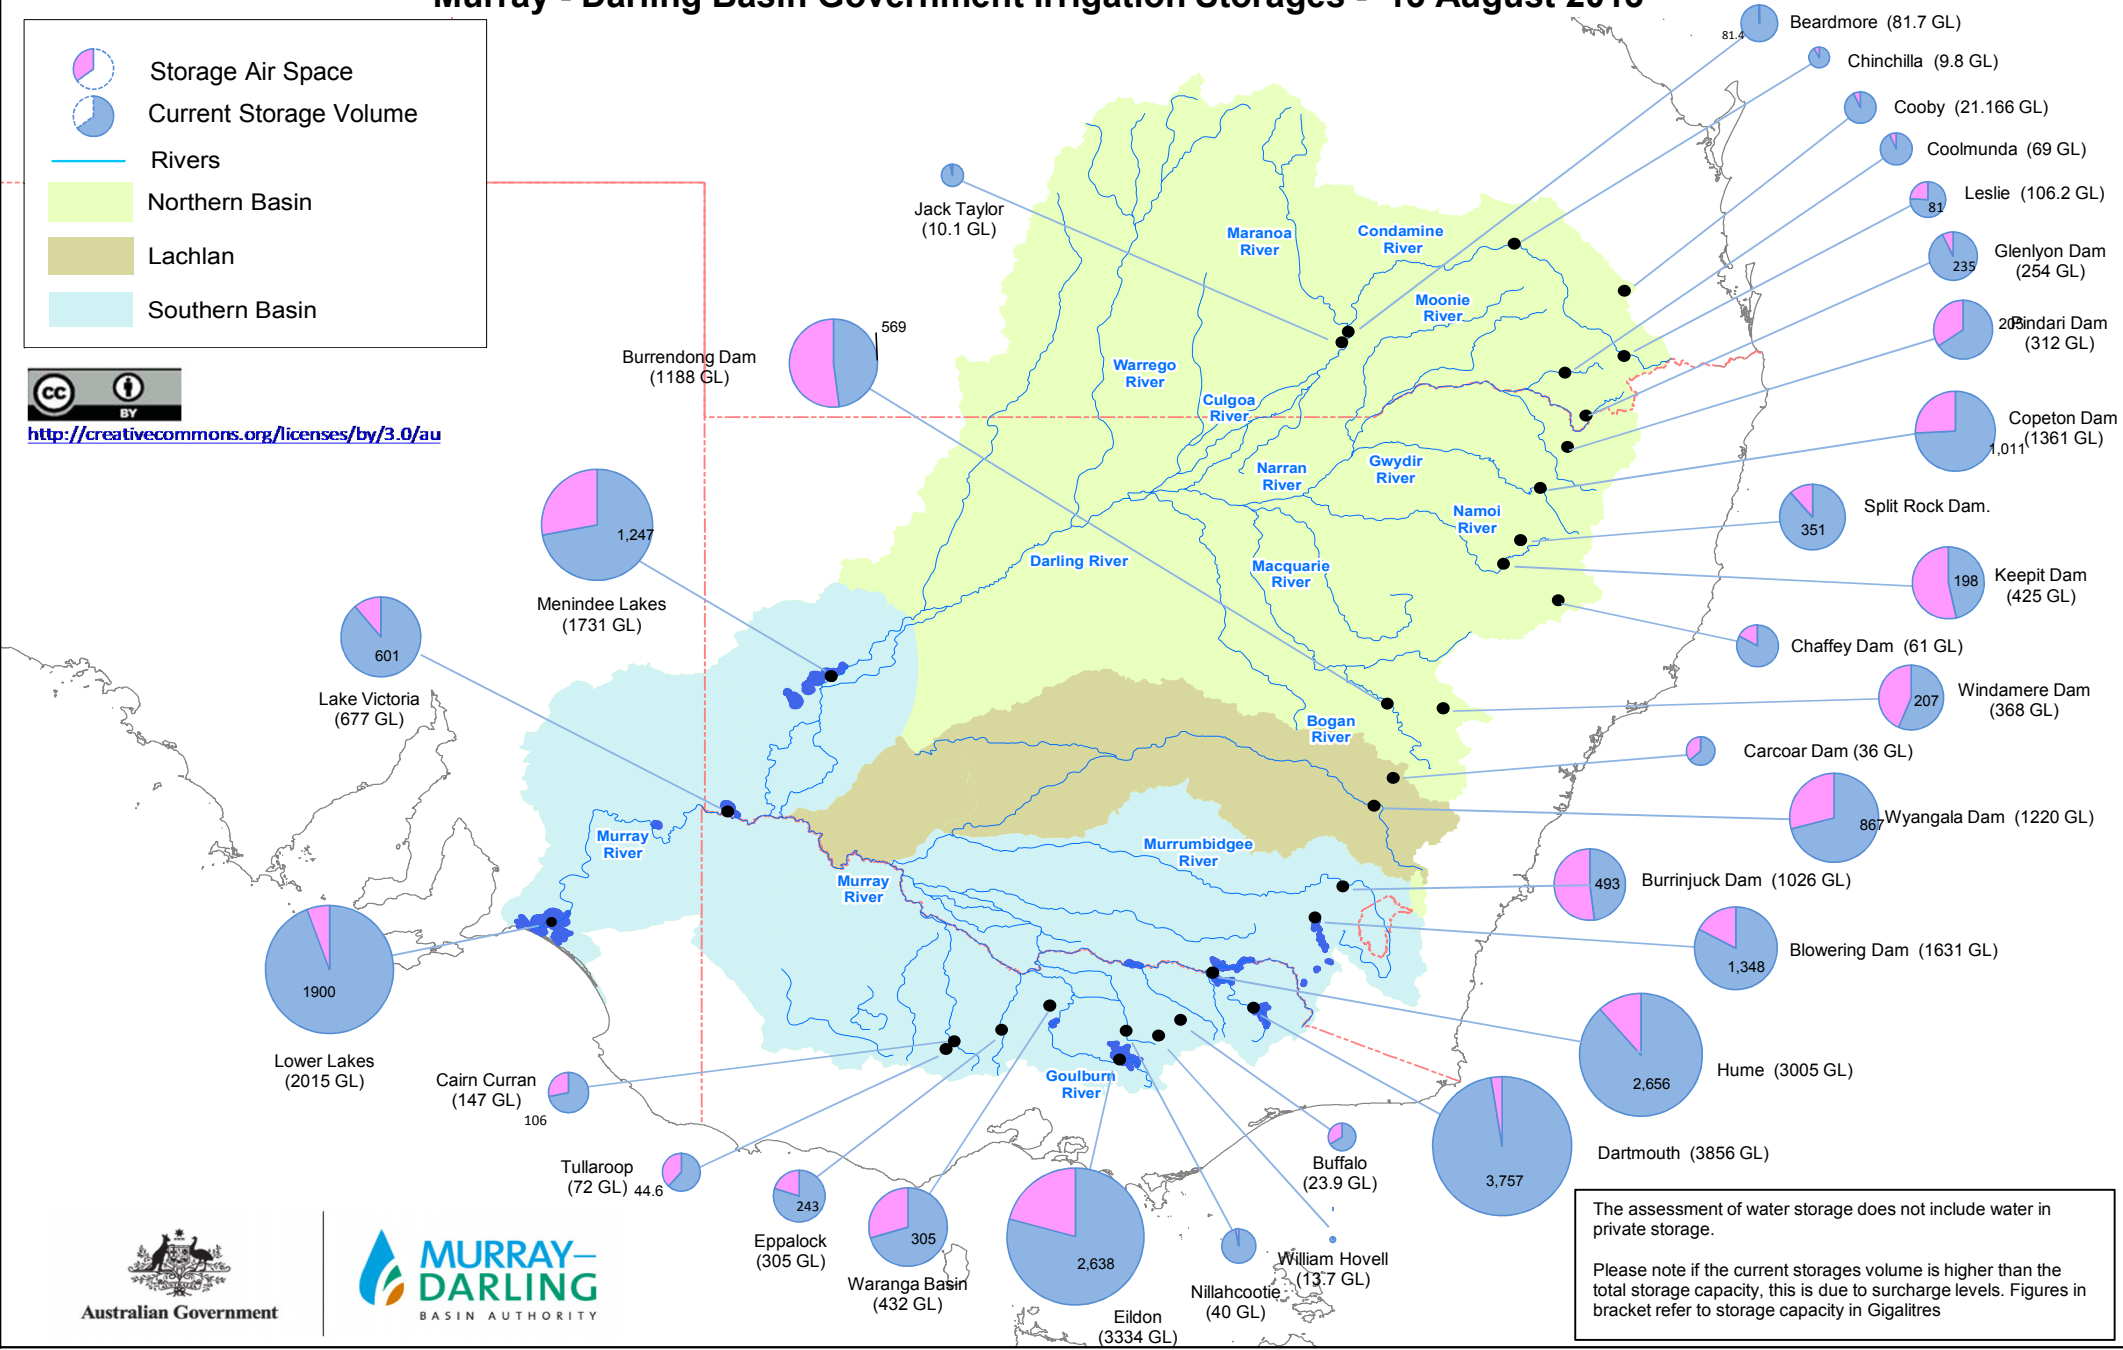 Storage Air Space
Current Storage Volume
Rivers
Northern Basin
Lachlan
Southern Basin
CC BY
http://creativecommons.org/licenses/by/3.0/au
81.4
Beardmore (81.7 GL)
Chinchilla (9.8 GL)
Cooby (21.166 GL)
Coolmunda (69 GL)
Leslie (106.2 GL)
81
Glenlyon Dam
(254 GL)
235
Pindari Dam
(312 GL)
Copeton Dam
(1361 GL)
1,011
Split Rock Dam.
351
Keepit Dam
(425 GL)
198
Chaffey Dam (61 GL)
Windamere Dam
(368 GL)
207
Carcoar Dam (36 GL)
Wyangala Dam (1220 GL)
867
Burrinjuck Dam (1026 GL)
493
Blowering Dam (1631 GL)
1,348
Hume (3005 GL)
2,656
Dartmouth (3856 GL)
3,757
Jack Taylor
(10.1 GL)
Burrendong Dam
(1188 GL)
569
Menindee Lakes
(1731 GL)
1,247
Lake Victoria
(677 GL)
601
Lower Lakes
(2015 GL)
1900
Cairn Curran
(147 GL)
106
Tullaroop
(72 GL)
44.6
Eppalock
(305 GL)
243
Waranga Basin
(432 GL)
305
Eildon
(3334 GL)
2,638
Nillahcootie
(40 GL)
William Hovell
(13.7 GL)
Buffalo
(23.9 GL)
Maranoa
River
Condamine
River
Moonie
River
Warrego
River
Culgoa
River
Narran
River
Gwydir
River
Namoi
River
Darling River
Macquarie
River
Bogan
River
Murray
River
Murray
River
Murrumbidgee
River
Goulburn
River
Australian Government
MURRAY–
DARLING
BASIN AUTHORITY
The assessment of water storage does not include water in
private storage.
Please note if the current storages volume is higher than the
total storage capacity, this is due to surcharge levels. Figures in
bracket refer to storage capacity in Gigalitres